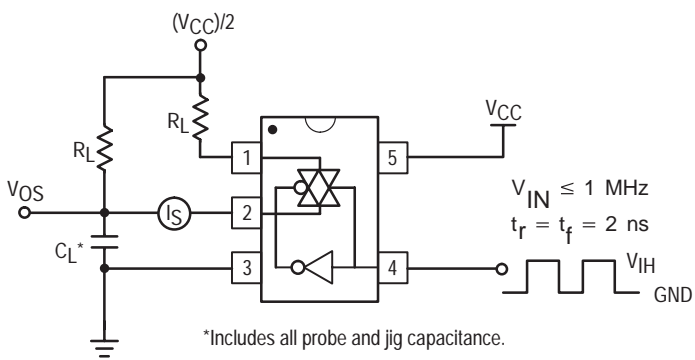 (VCC)/2
RL
RL
VCC
1
5
VOS
IS
2
VIN ≤ 1 MHz
tr = tf = 2 ns
CL*
3
4
VIH
GND
*Includes all probe and jig capacitance.